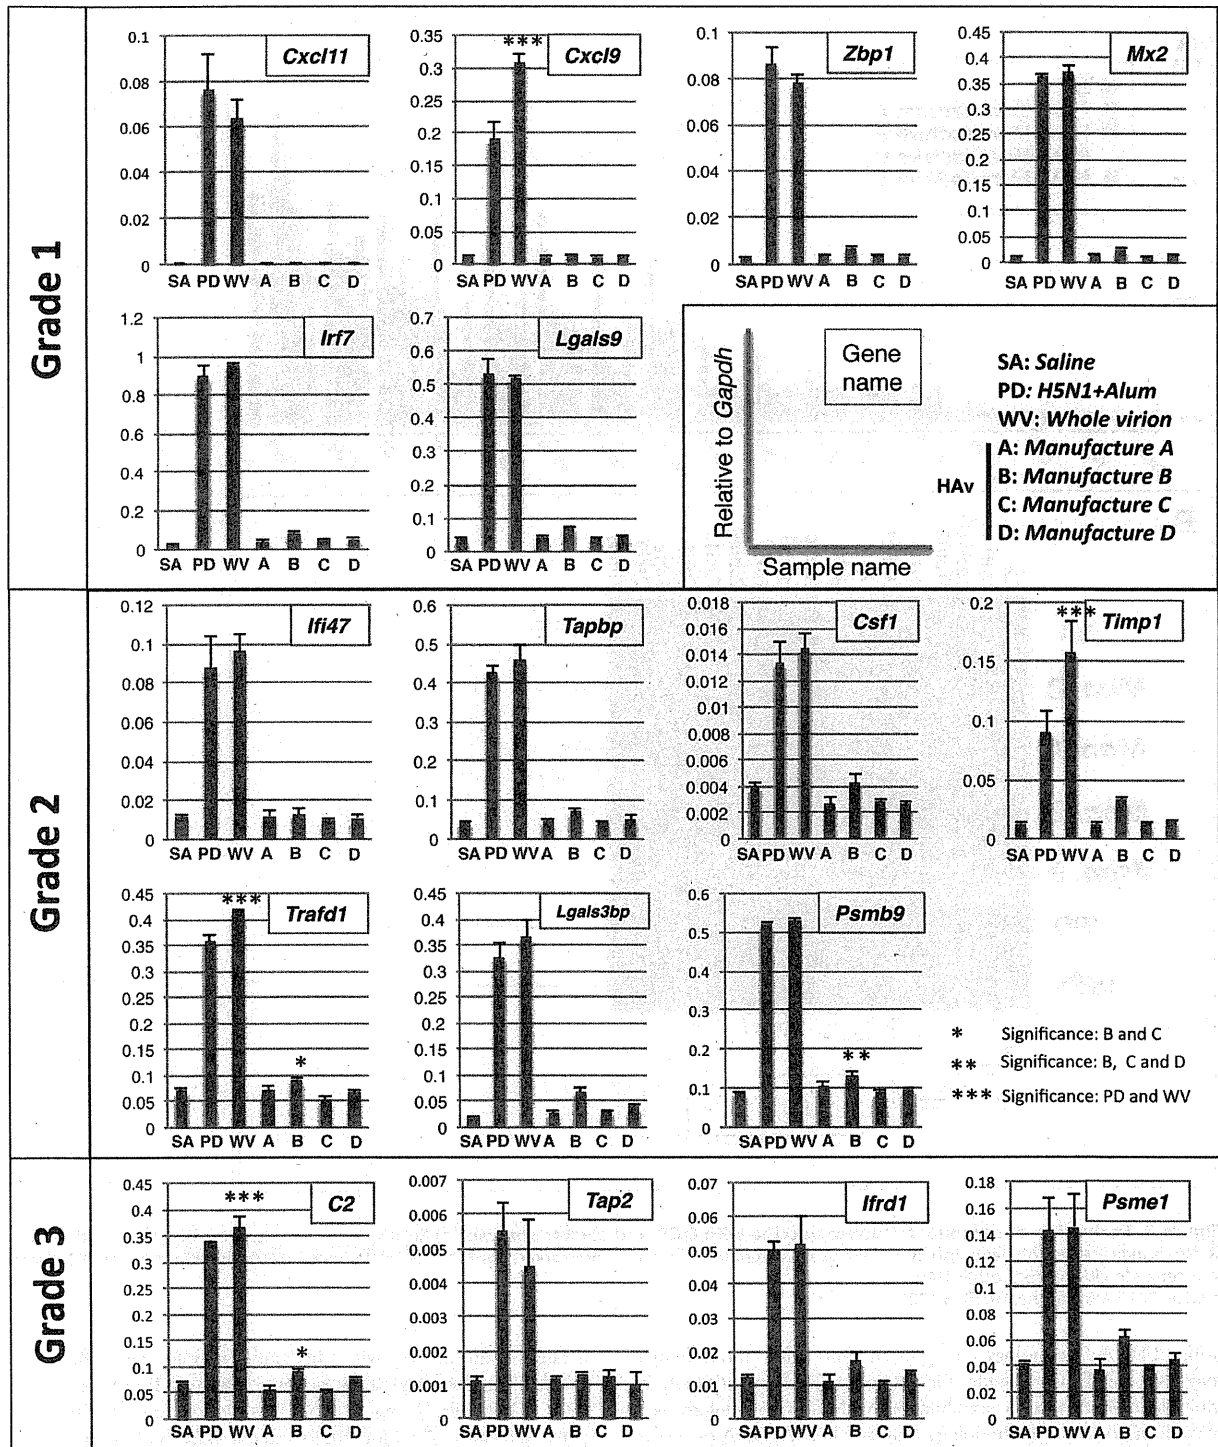 Grade 1
Cxcl11
0.1
0.08
0.06
0.04
0.02
0
SA PD WV A B C D
Cxcl9
***
0.35
0.3
0.25
0.2
0.15
0.1
0.05
0
SA PD WV A B C D
Zbp1
0.1
0.08
0.06
0.04
0.02
0
SA PD WV A B C D
Mx2
0.45
0.4
0.35
0.3
0.25
0.2
0.15
0.1
0.05
0
SA PD WV A B C D
Irf7
1.2
1
0.8
0.6
0.4
0.2
0
SA PD WV A B C D
Lgals9
0.7
0.6
0.5
0.4
0.3
0.2
0.1
0
SA PD WV A B C D
Relative to Gapdh
Gene
name
Sample name
SA: Saline
PD: H5N1+Alum
WV: Whole virion
HAv
A: Manufacture A
B: Manufacture B
C: Manufacture C
D: Manufacture D
Grade 2
Ifi47
0.12
0.1
0.08
0.06
0.04
0.02
0
SA PD WV A B C D
Tapbp
0.6
0.5
0.4
0.3
0.2
0.1
0
SA PD WV A B C D
Csf1
0.018
0.016
0.014
0.012
0.01
0.008
0.006
0.004
0.002
0
SA PD WV A B C D
Timp1
***
0.2
0.15
0.1
0.05
0
SA PD WV A B C D
Trafd1
***
*
0.45
0.4
0.35
0.3
0.25
0.2
0.15
0.1
0.05
0
SA PD WV A B C D
Lgals3bp
0.45
0.4
0.35
0.3
0.25
0.2
0.15
0.1
0.05
0
SA PD WV A B C D
Psmb9
**
0.6
0.5
0.4
0.3
0.2
0.1
0
SA PD WV A B C D
* Significance: B and C
** Significance: B, C and D
*** Significance: PD and WV
Grade 3
C2
***
*
0.45
0.4
0.35
0.3
0.25
0.2
0.15
0.1
0.05
0
SA PD WV A B C D
Tap2
0.007
0.006
0.005
0.004
0.003
0.002
0.001
0
SA PD WV A B C D
Ifrd1
0.07
0.06
0.05
0.04
0.03
0.02
0.01
0
SA PD WV A B C D
Psme1
0.18
0.16
0.14
0.12
0.1
0.08
0.06
0.04
0.02
0
SA PD WV A B C D